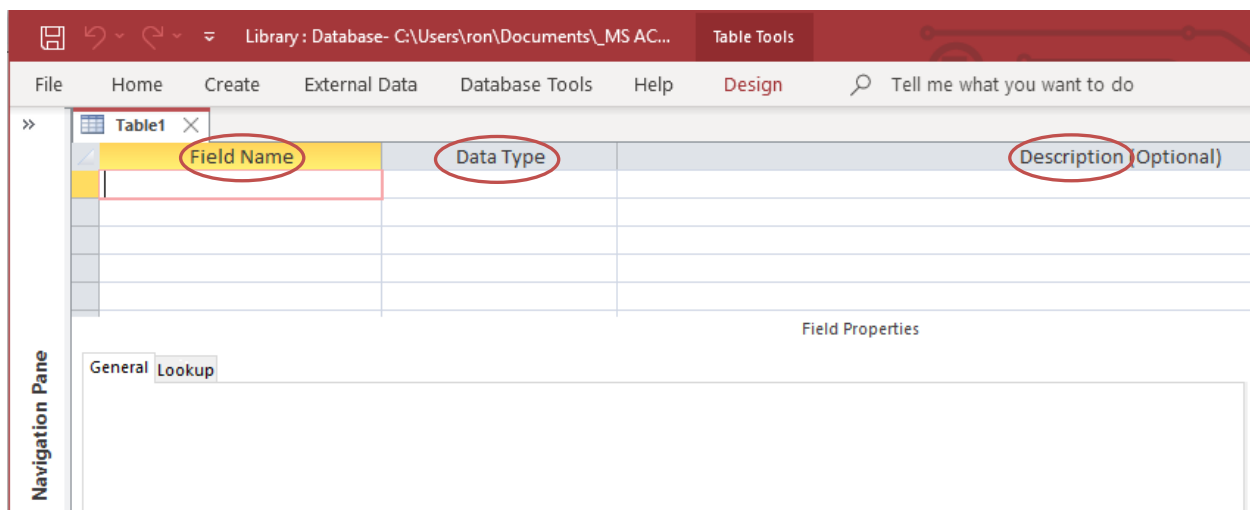 Library : Database- C:\Users\ron\Documents\_MS AC... Table Tools
File Home Create External Data Database Tools Help Design Tell me what you want to do
Table1
Field Name Data Type Description (Optional)
Field Properties
General Lookup
Navigation Pane